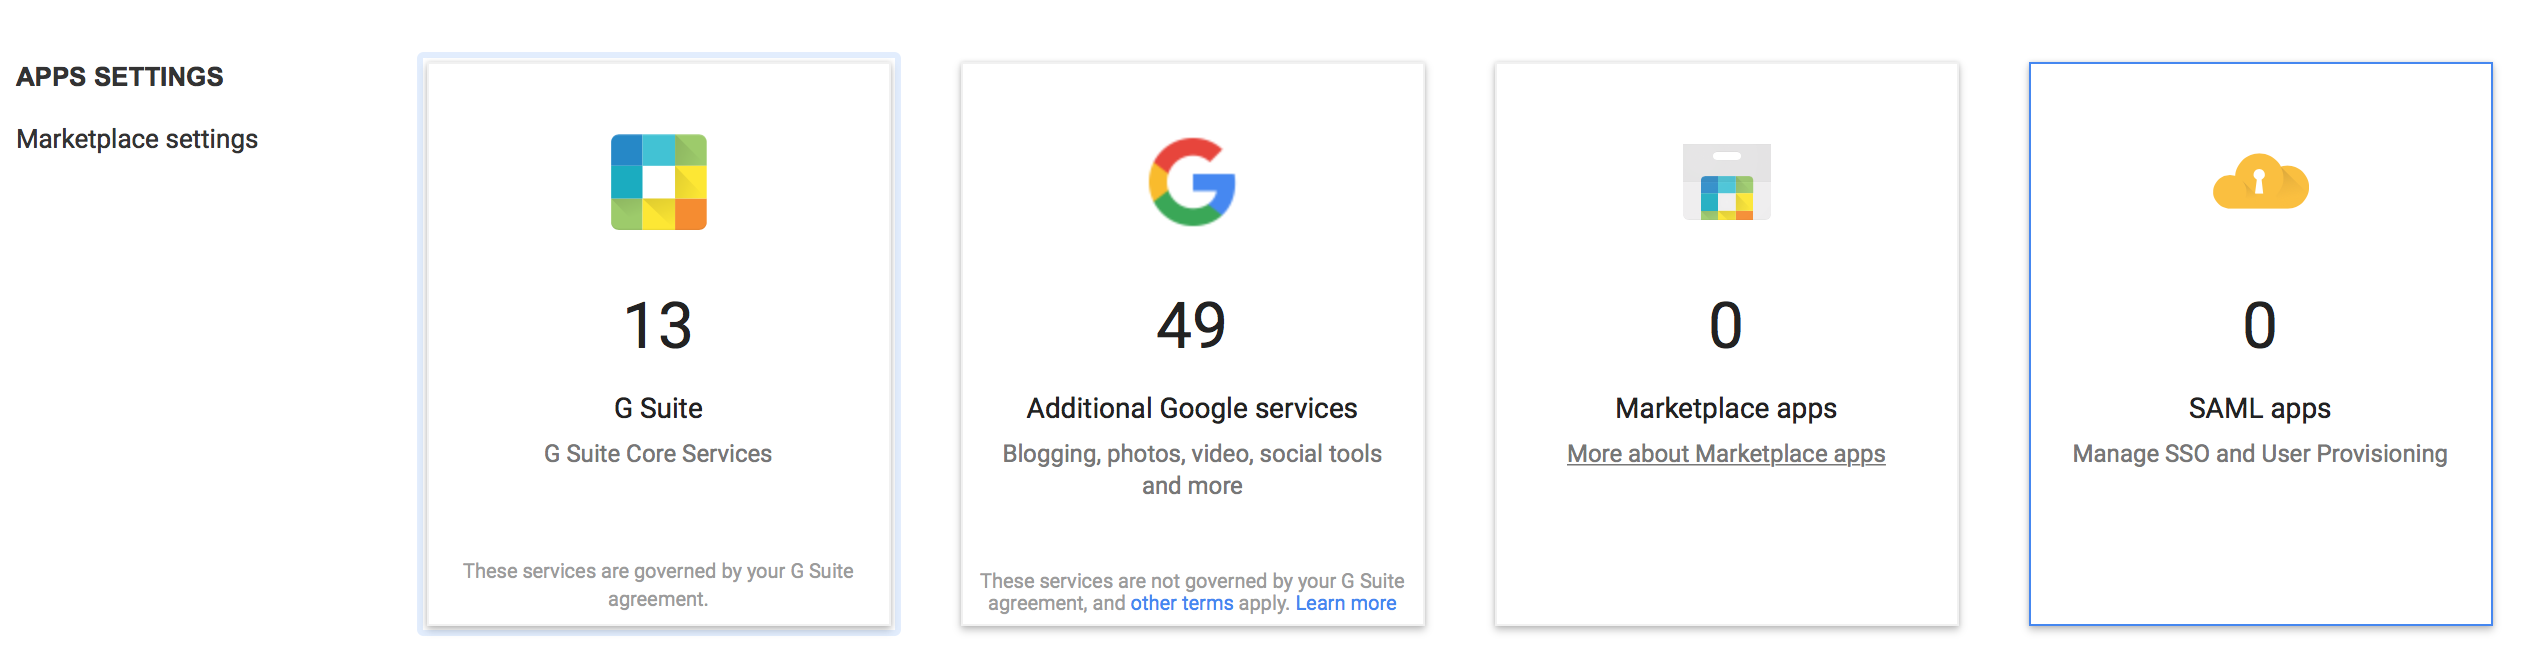 APPS SETTINGS
Marketplace settings
13
G Suite
G Suite Core Services
These services are governed by your G Suite
agreement.
49
Additional Google services
Blogging, photos, video, social tools
and more
These services are not governed by your G Suite
agreement, and other terms apply. Learn more
0
Marketplace apps
More about Marketplace apps
0
SAML apps
Manage SSO and User Provisioning